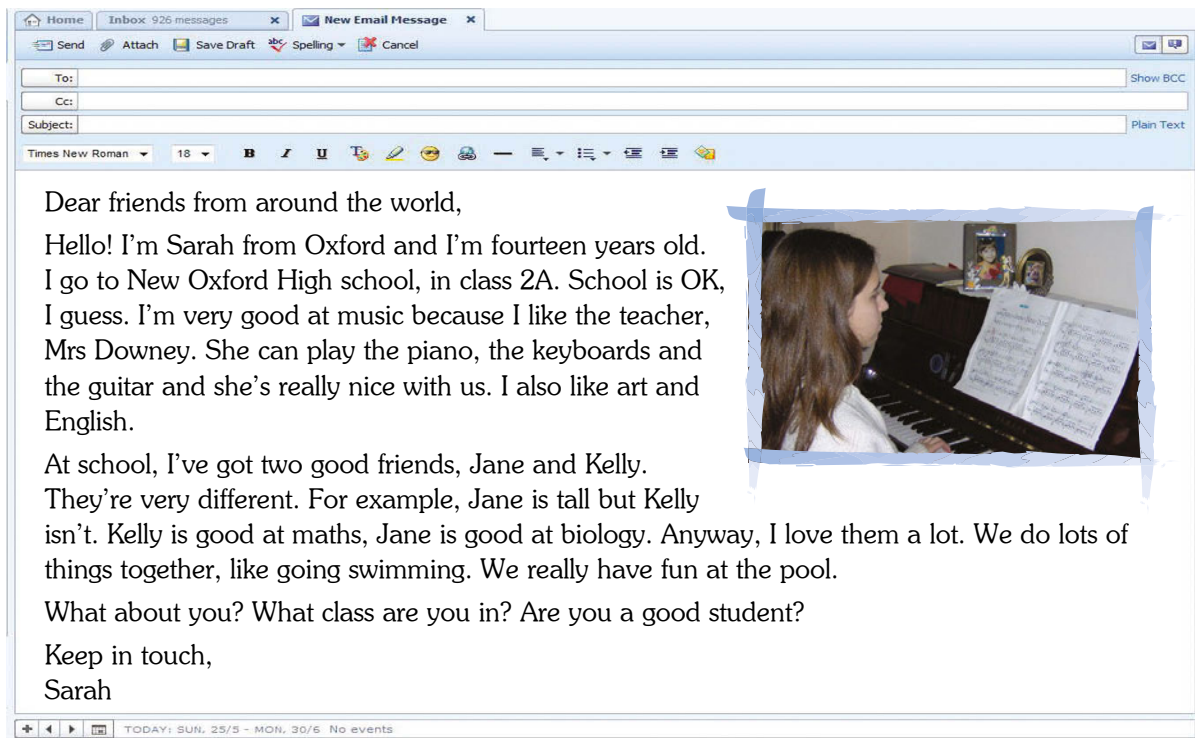 Home Inbox 926 messages × New Email Message ×
Send Attach Save Draft abc Spelling Cancel
To: Show BCC
Cc:
Subject: Plain Text
Times New Roman 18 B I U T
Dear friends from around the world,
Hello! I'm Sarah from Oxford and I'm fourteen years old.
I go to New Oxford High school, in class 2A. School is OK,
I guess. I'm very good at music because I like the teacher,
Mrs Downey. She can play the piano, the keyboards and
the guitar and she's really nice with us. I also like art and
English.
At school, I've got two good friends, Jane and Kelly.
They're very different. For example, Jane is tall but Kelly
isn't. Kelly is good at maths, Jane is good at biology. Anyway, I love them a lot. We do lots of
things together, like going swimming. We really have fun at the pool.
What about you? What class are you in? Are you a good student?
Keep in touch,
Sarah
TODAY: SUN, 25/5 - MON, 30/6 No events